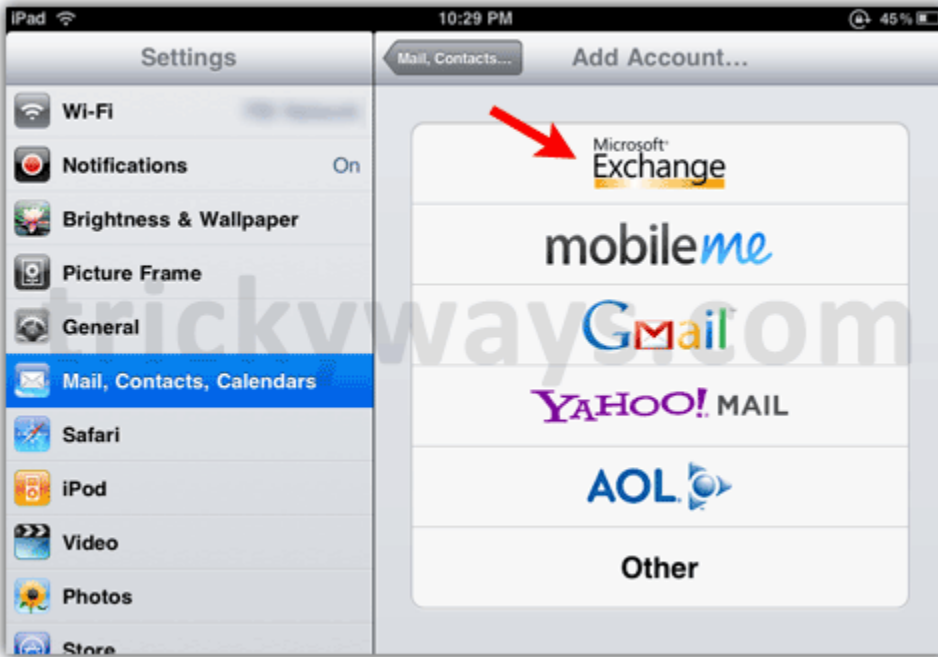 iPad 10:29 PM 45%
Settings
Mail, Contacts... Add Account...
Wi-Fi
Notifications On
Brightness & Wallpaper
Picture Frame
General
Mail, Contacts, Calendars
Safari
iPod
Video
Photos
Store
Microsoft
Exchange
mobileme
Gmail
YAHOO! MAIL
AOL
Other
trickyways.com